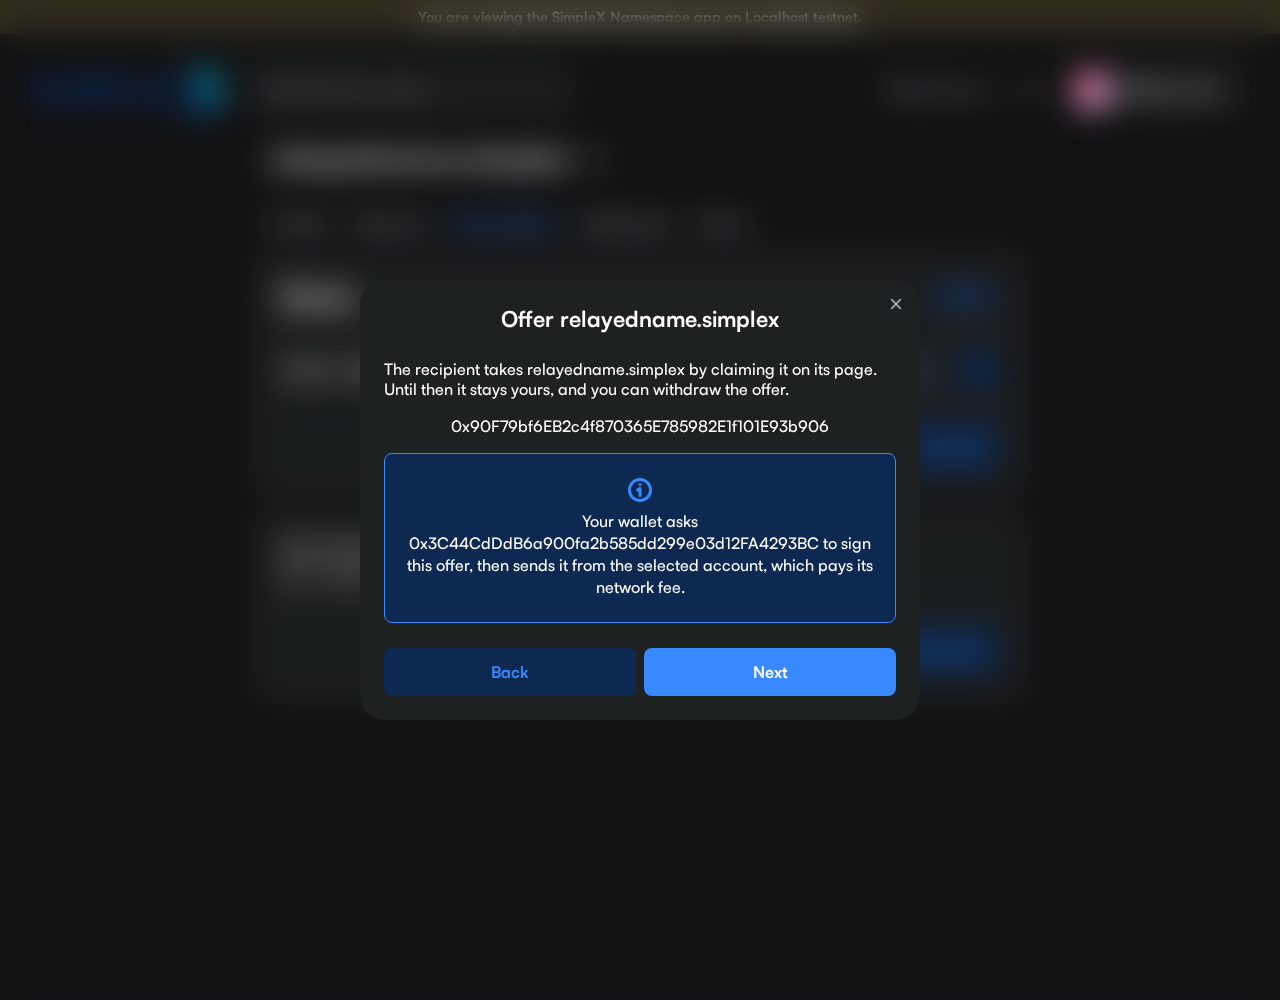 You are viewing the SimpleX Namespace app on Localhost testnet.
Offer relayedname.simplex
The recipient takes relayedname.simplex by claiming it on its page.
Until then it stays yours, and you can withdraw the offer.
0x90F79bf6EB2c4f870365E785982E1f101E93b906
Your wallet asks
0x3C44CdDdB6a900fa2b585dd299e03d12FA4293BC to sign
this offer, then sends it from the selected account, which pays its
network fee.
Back
Next